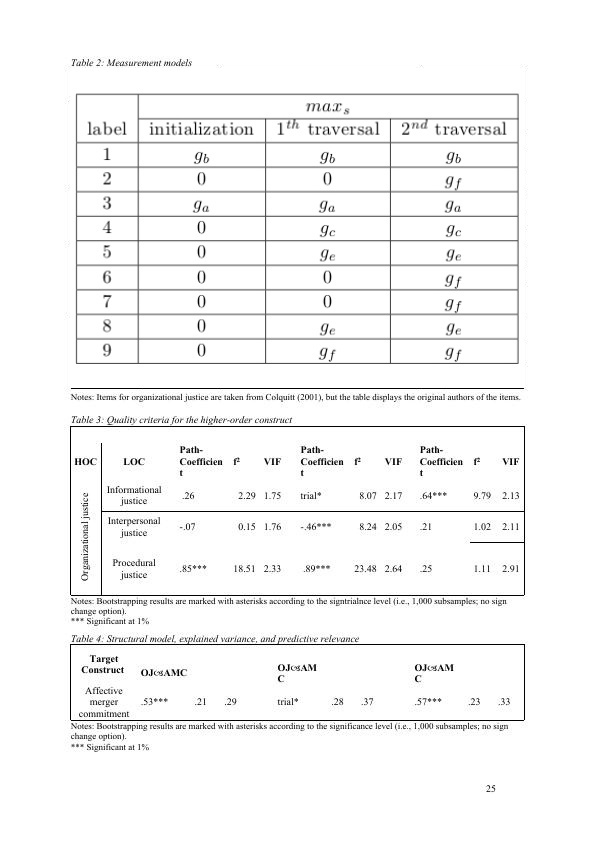 Table 2: Measurement models
max_s
label initialization 1^th traversal 2^nd traversal
1 g_b g_b g_b
2 0 0 g_f
3 g_a g_a g_a
4 0 g_c g_c
5 0 g_e g_e
6 0 0 g_f
7 0 0 g_f
8 0 g_e g_e
9 0 g_f g_f
Notes: Items for organizational justice are taken from Colquitt (2001), but the table displays the original authors of the items.
Table 3: Quality criteria for the higher-order construct
HOC LOC Path-Coefficient f² VIF Path-Coefficient f² VIF Path-Coefficient f² VIF
Organizational justice
Informational justice .26 2.29 1.75 trial* 8.07 2.17 .64*** 9.79 2.13
Interpersonal justice -.07 0.15 1.76 -.46*** 8.24 2.05 .21 1.02 2.11
Procedural justice .85*** 18.51 2.33 .89*** 23.48 2.64 .25 1.11 2.91
Notes: Bootstrapping results are marked with asterisks according to the signtrialnce level (i.e., 1,000 subsamples; no sign
change option).
*** Significant at 1%
Table 4: Structural model, explained variance, and predictive relevance
Target Construct OJAMC OJAMC OJAMC
Affective merger commitment .53*** .21 .29 trial* .28 .37 .57*** .23 .33
Notes: Bootstrapping results are marked with asterisks according to the significance level (i.e., 1,000 subsamples; no sign
change option).
*** Significant at 1%
25